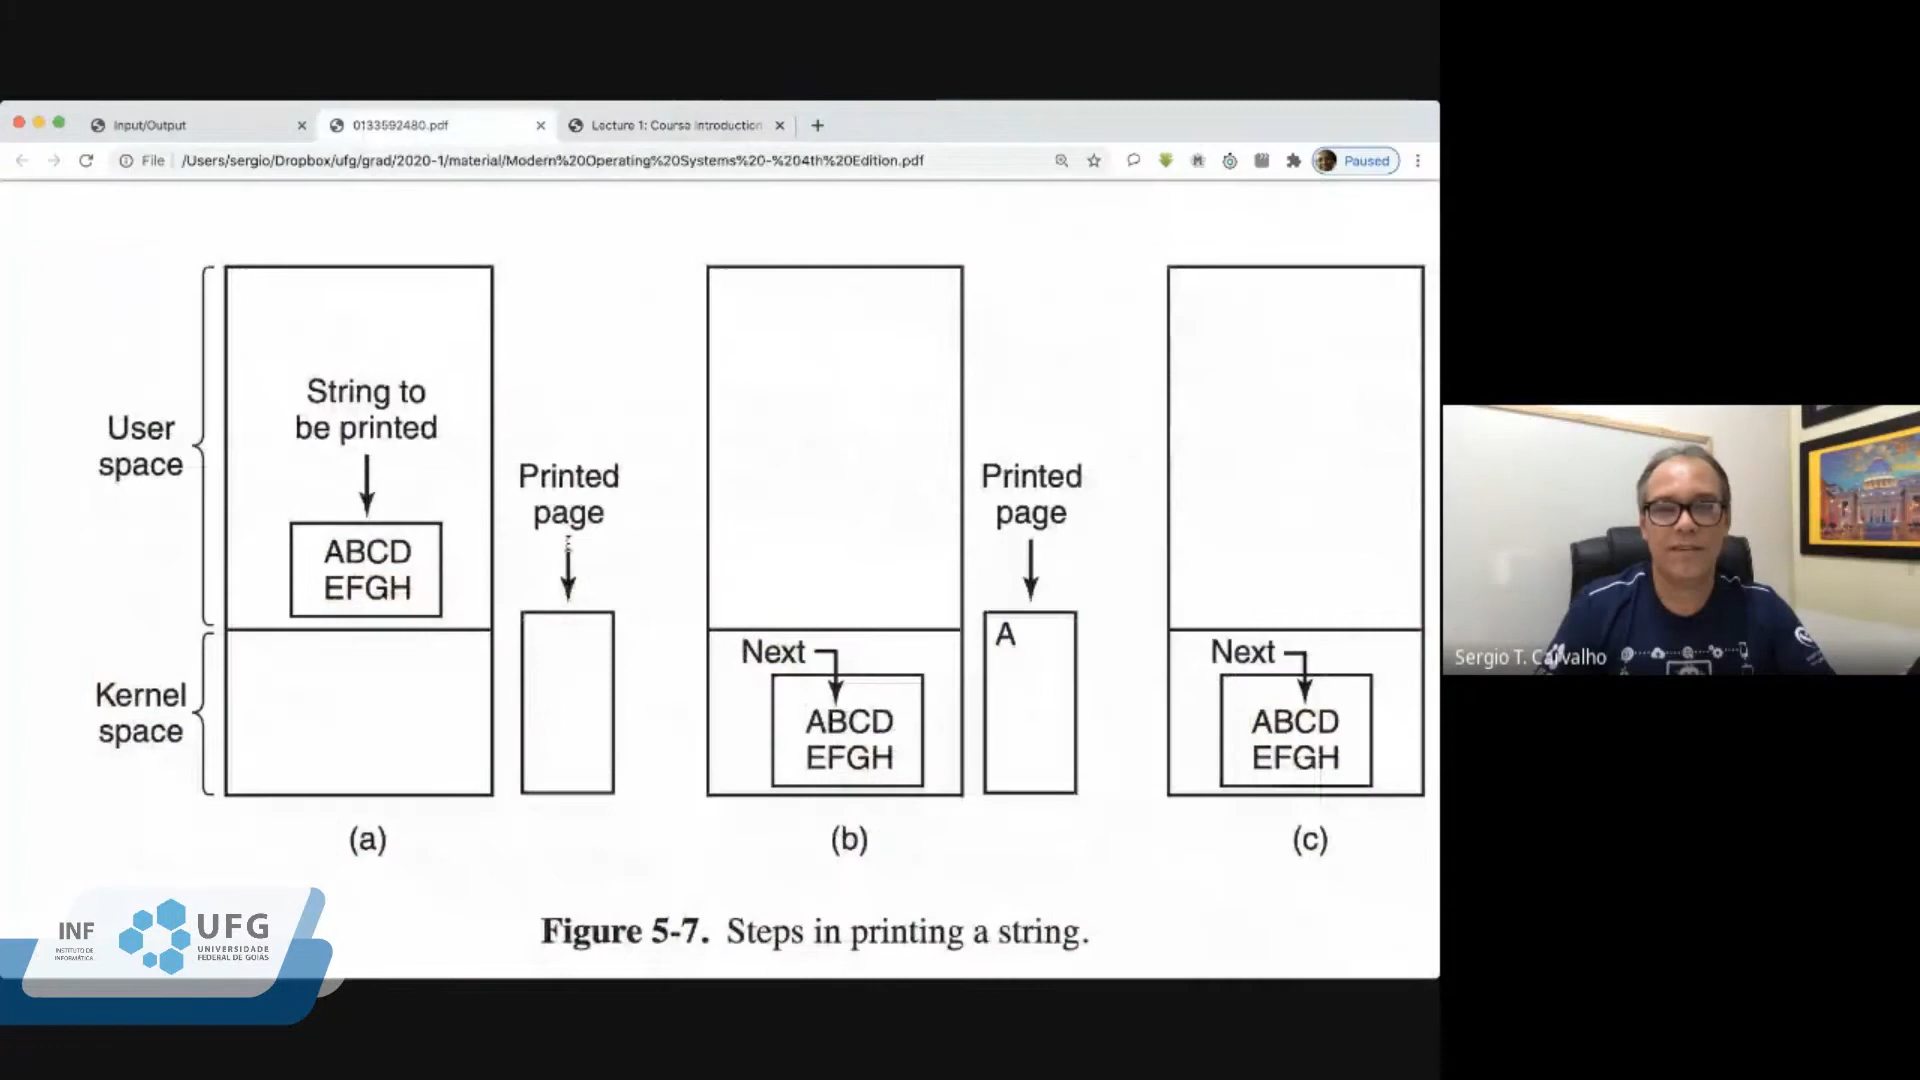 Input/Output
0133592480.pdf
Lecture 1: Course Introduction
File
/Users/sergio/Dropbox/ufg/grad/2020-1/material/Modern%20Operating%20Systems%20-%204th%20Edition.pdf
Paused
User
space
String to
be printed
ABCD
EFGH
Printed
page
Kernel
space
(a)
Next
ABCD
EFGH
Printed
page
A
(b)
Next
ABCD
EFGH
(c)
Figure 5-7. Steps in printing a string.
INF
INSTITUTO DE
INFORMÁTICA
UFG
UNIVERSIDADE
FEDERAL DE GOIÁS
Sergio T. Carvalho